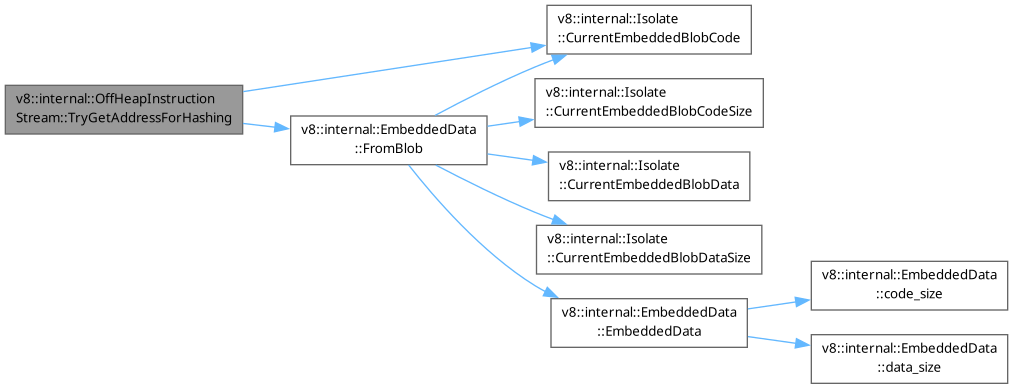 v8::internal::OffHeapInstruction
Stream::TryGetAddressForHashing
v8::internal::Isolate
::CurrentEmbeddedBlobCode
v8::internal::EmbeddedData
::FromBlob
v8::internal::Isolate
::CurrentEmbeddedBlobCodeSize
v8::internal::Isolate
::CurrentEmbeddedBlobData
v8::internal::Isolate
::CurrentEmbeddedBlobDataSize
v8::internal::EmbeddedData
::EmbeddedData
v8::internal::EmbeddedData
::code_size
v8::internal::EmbeddedData
::data_size